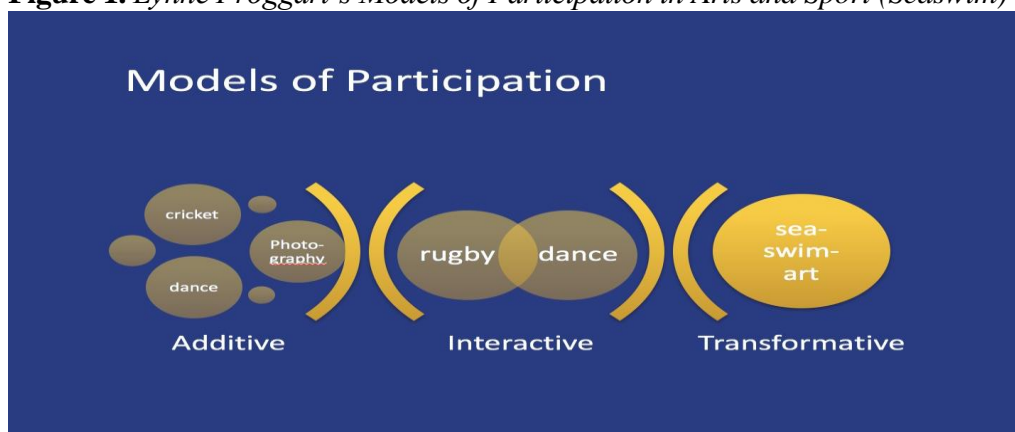 Figure 1. Lynne Froggart's Models of Participation in Arts and Sport (Seaswim)
Models of Participation
cricket
Photo-
graphy
dance
rugby
dance
sea-
swim-
art
Additive
Interactive
Transformative